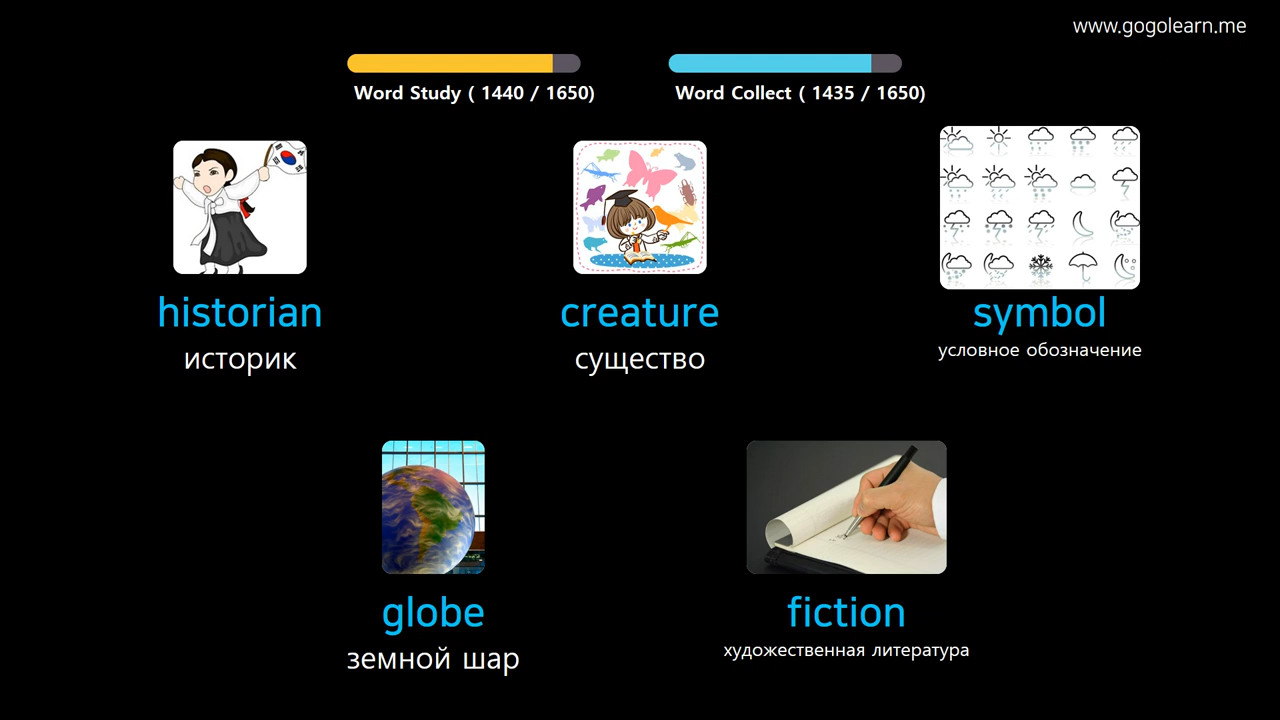 www.gogolearn.me
Word Study ( 1440 / 1650)
Word Collect ( 1435 / 1650)
historian
историк
creature
существо
symbol
условное обозначение
globe
земной шар
fiction
художественная литература